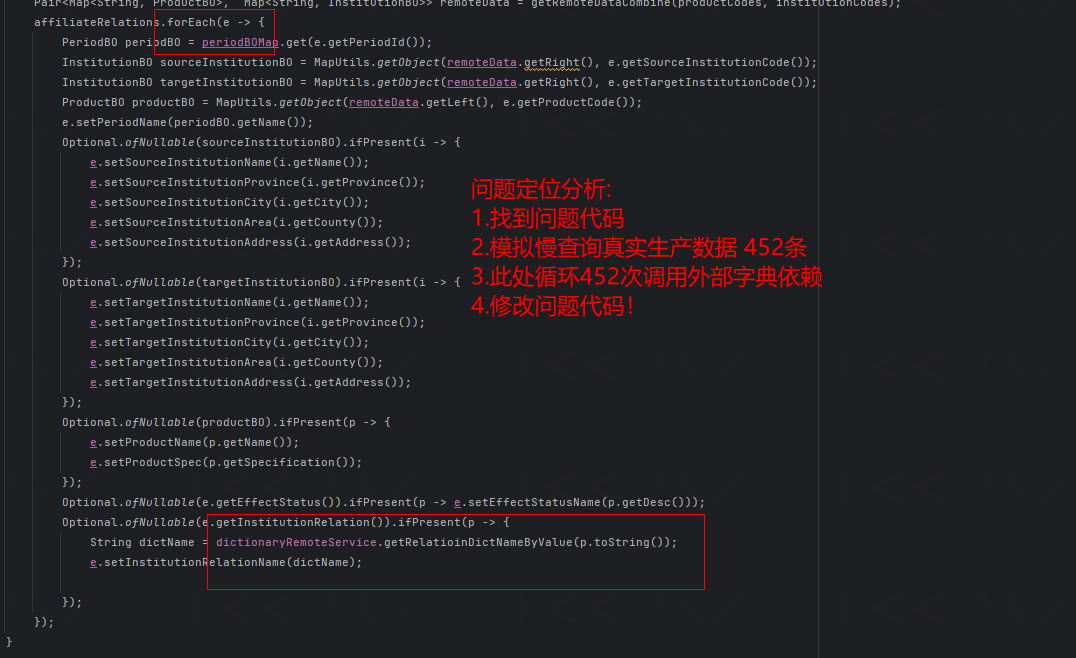 Pair<Map<String, ProductBO>, Map<String, InstitutionBO>> remoteData = getRemoteDataCombine(productCodes, institutionCodes);
affiliateRelations.forEach(e -> {
PeriodBO periodBO = periodBOMap.get(e.getPeriodId());
InstitutionBO sourceInstitutionBO = MapUtils.getObject(remoteData.getRight(), e.getSourceInstitutionCode());
InstitutionBO targetInstitutionBO = MapUtils.getObject(remoteData.getRight(), e.getTargetInstitutionCode());
ProductBO productBO = MapUtils.getObject(remoteData.getLeft(), e.getProductCode());
e.setPeriodName(periodBO.getName());
Optional.ofNullable(sourceInstitutionBO).ifPresent(i -> {
e.setSourceInstitutionName(i.getName());
e.setSourceInstitutionProvince(i.getProvince());
e.setSourceInstitutionCity(i.getCity());
e.setSourceInstitutionArea(i.getCounty());
e.setSourceInstitutionAddress(i.getAddress());
});
Optional.ofNullable(targetInstitutionBO).ifPresent(i -> {
e.setTargetInstitutionName(i.getName());
e.setTargetInstitutionProvince(i.getProvince());
e.setTargetInstitutionCity(i.getCity());
e.setTargetInstitutionArea(i.getCounty());
e.setTargetInstitutionAddress(i.getAddress());
});
Optional.ofNullable(productBO).ifPresent(p -> {
e.setProductName(p.getName());
e.setProductSpec(p.getSpecification());
});
Optional.ofNullable(e.getEffectStatus()).ifPresent(p -> e.setEffectStatusName(p.getDesc()));
Optional.ofNullable(e.getInstitutionRelation()).ifPresent(p -> {
String dictName = dictionaryRemoteService.getRelatioinDictNameByValue(p.toString());
e.setInstitutionRelationName(dictName);
});
});
}
问题定位分析:
1.找到问题代码
2.模拟慢查询真实生产数据 452条
3.此处循环452次调用外部字典依赖
4.修改问题代码!